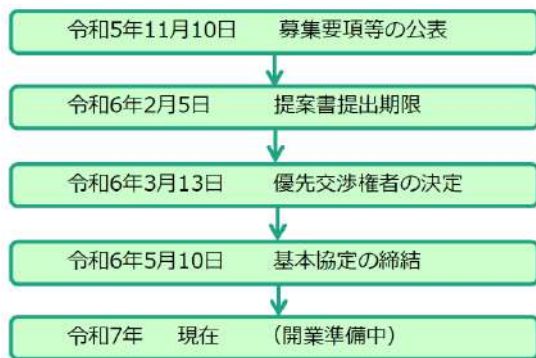 令和5年11月10日　　募集要項等の公表
令和6年2月5日　　　提案書提出期限
令和6年3月13日　　優先交渉権者の決定
令和6年5月10日　　基本協定の締結
令和7年　現在　　（開業準備中）